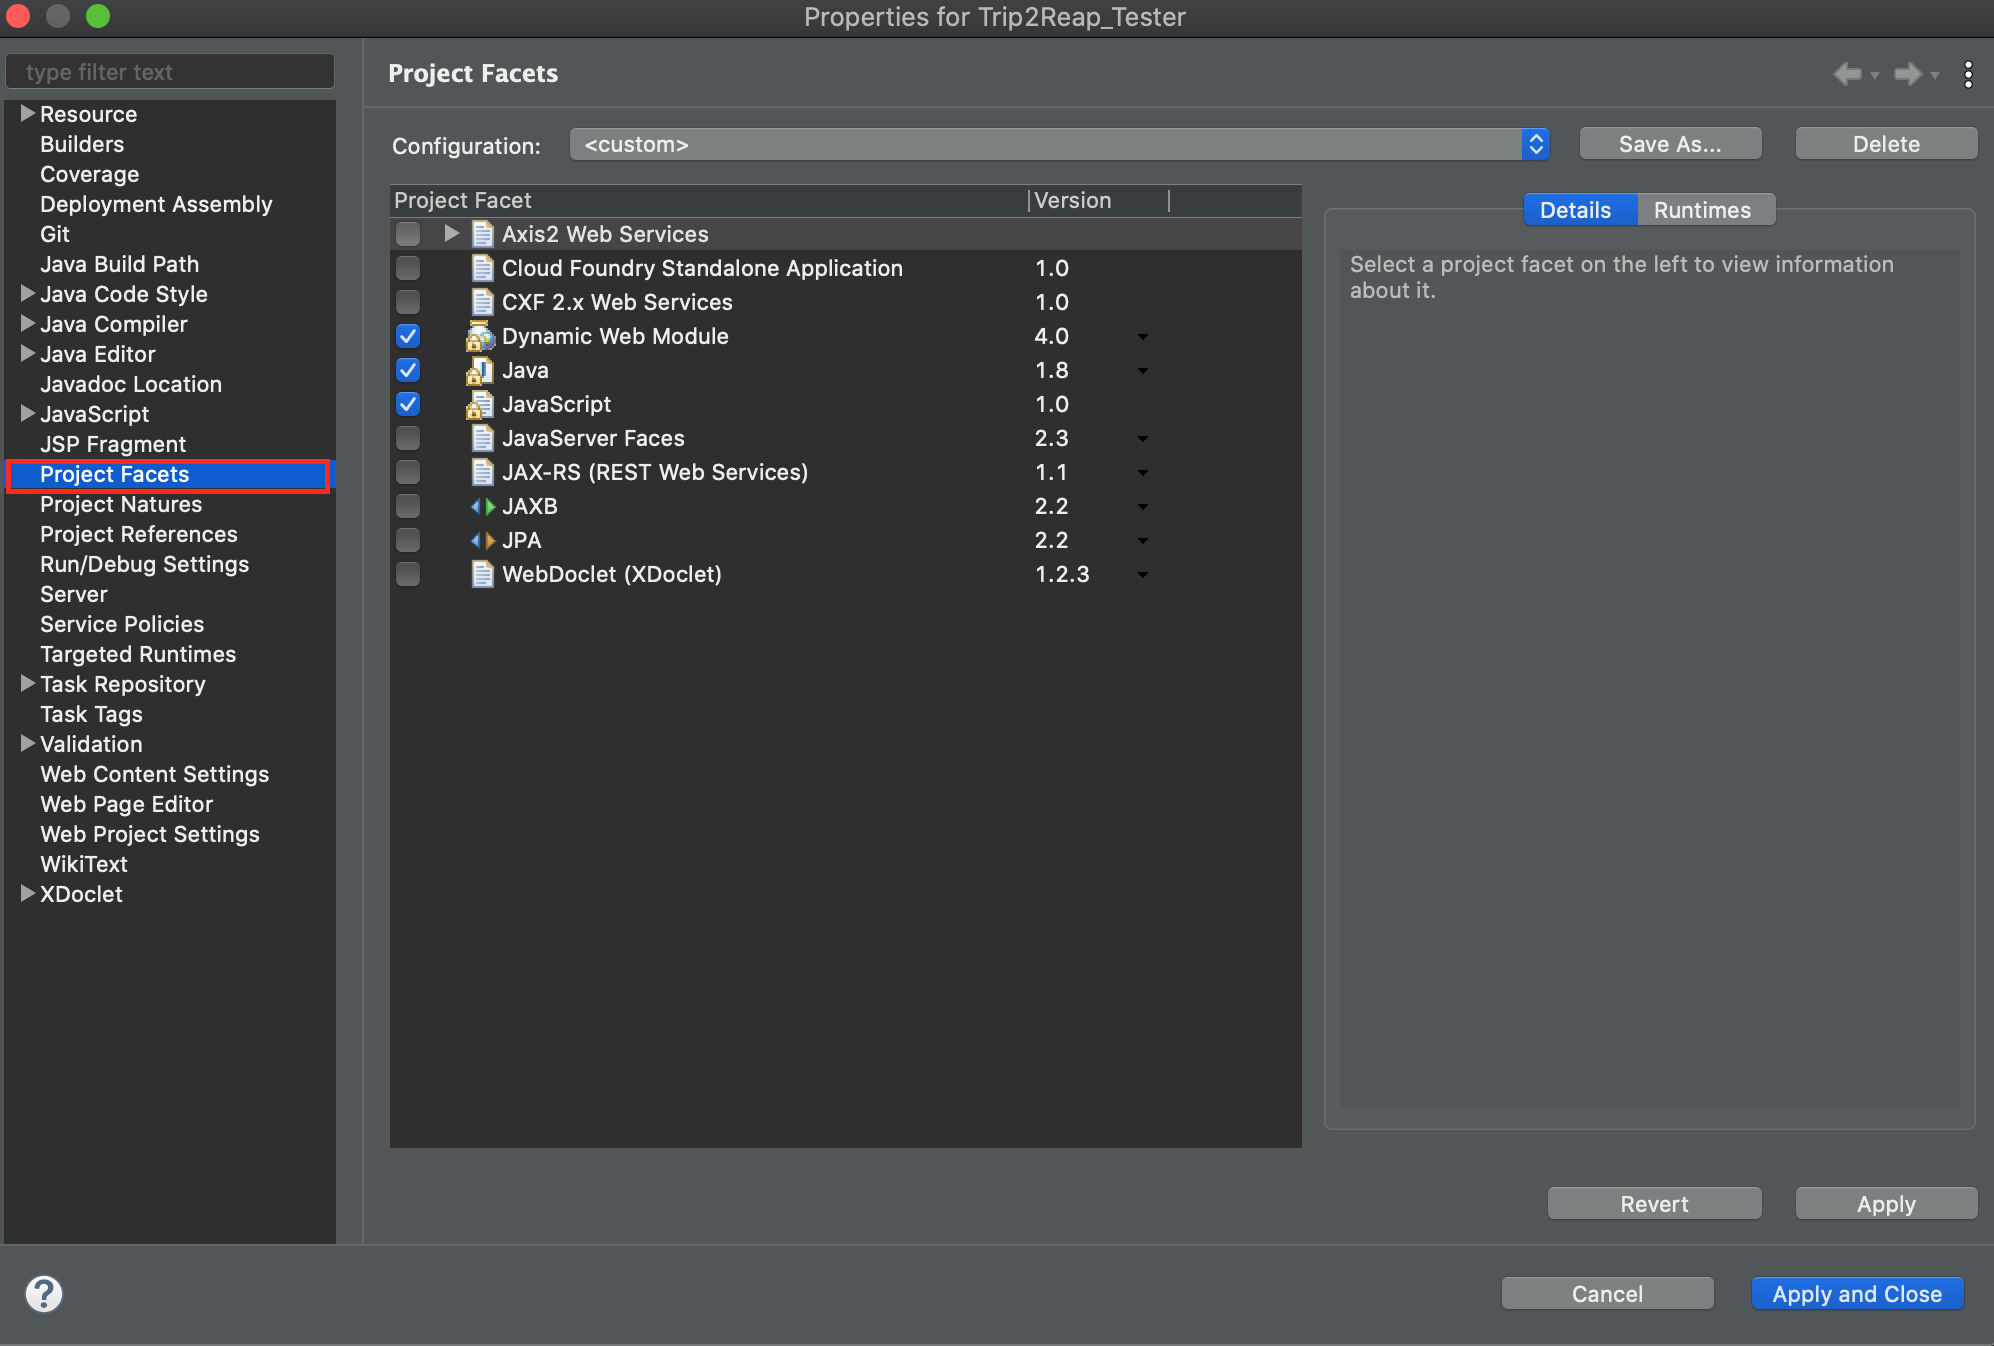 Properties for Trip2Reap_Tester
type filter text
Resource
Builders
Coverage
Deployment Assembly
Git
Java Build Path
Java Code Style
Java Compiler
Java Editor
Javadoc Location
JavaScript
JSP Fragment
Project Facets
Project Natures
Project References
Run/Debug Settings
Server
Service Policies
Targeted Runtimes
Task Repository
Task Tags
Validation
Web Content Settings
Web Page Editor
Web Project Settings
WikiText
XDoclet
Project Facets
Configuration: <custom> Save As... Delete
Project Facet Version
Axis2 Web Services
Cloud Foundry Standalone Application 1.0
CXF 2.x Web Services 1.0
Dynamic Web Module 4.0
Java 1.8
JavaScript 1.0
JavaServer Faces 2.3
JAX-RS (REST Web Services) 1.1
JAXB 2.2
JPA 2.2
WebDoclet (XDoclet) 1.2.3
Details Runtimes
Select a project facet on the left to view information
about it.
Revert Apply
? Cancel Apply and Close